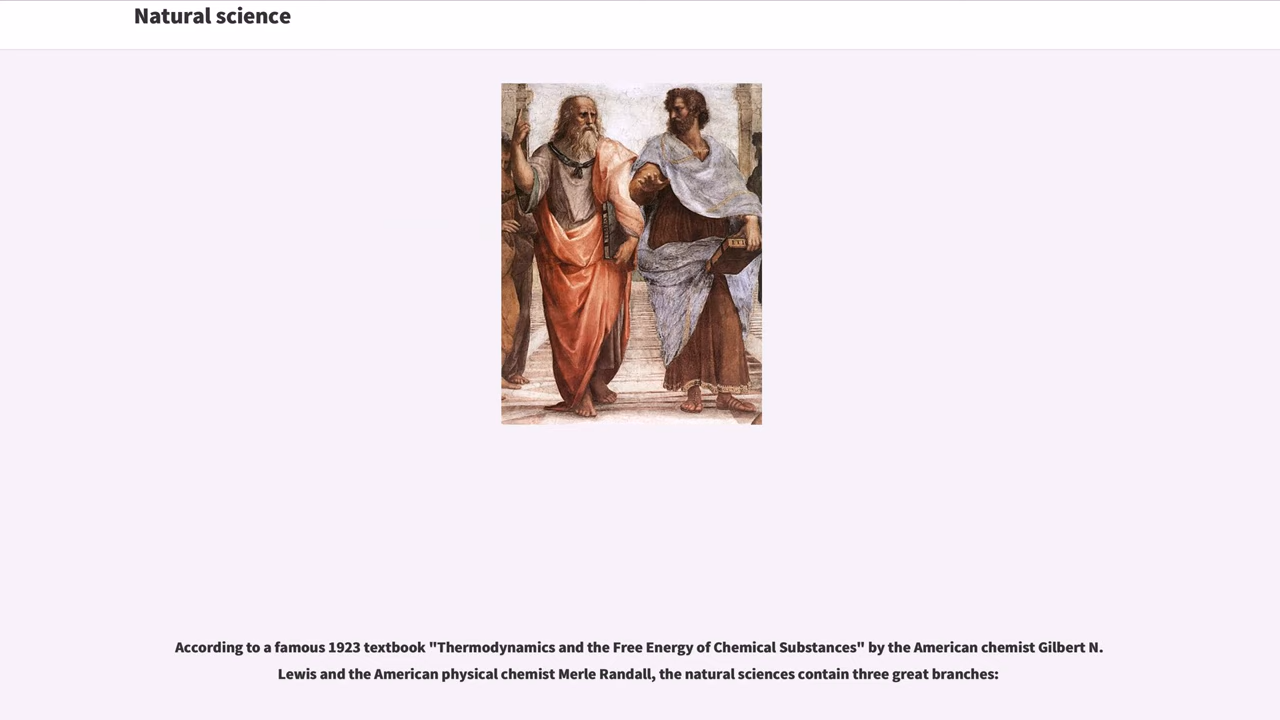 Natural science
According to a famous 1923 textbook "Thermodynamics and the Free Energy of Chemical Substances" by the American chemist Gilbert N.
Lewis and the American physical chemist Merle Randall, the natural sciences contain three great branches: